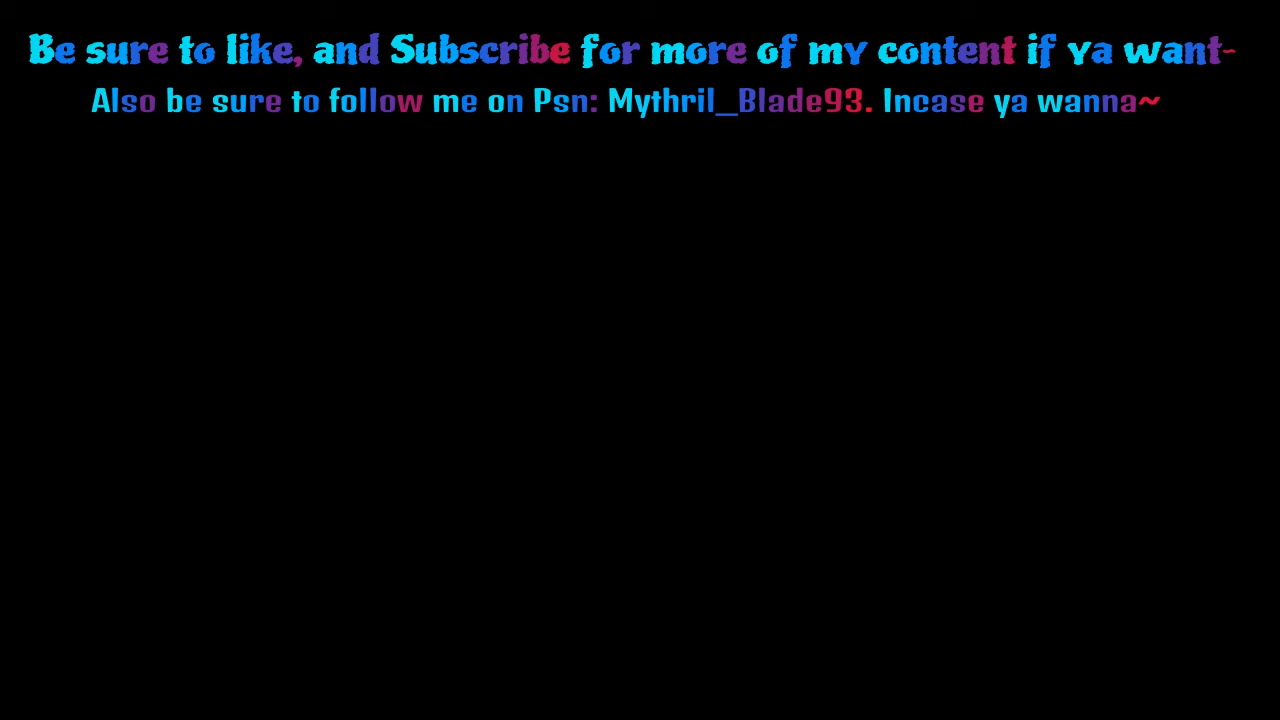 Be sure to like, and Subscribe for more of my content if ya want~
Also be sure to follow me on Psn: Mythril_Blade93. Incase ya wanna~